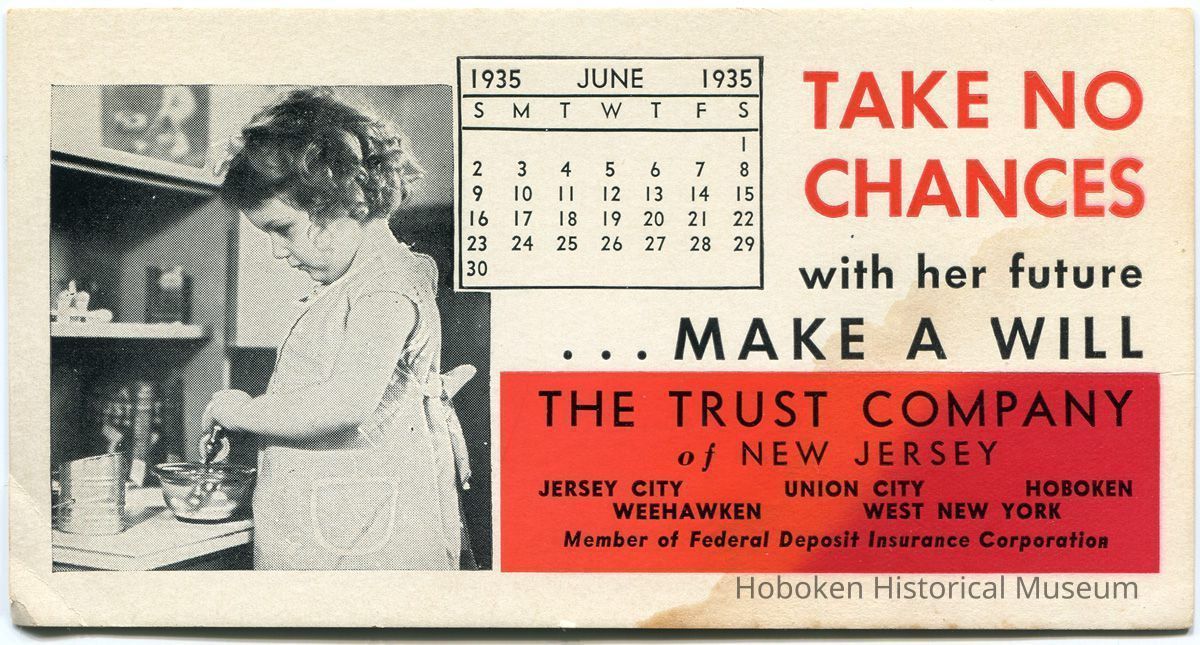 1935 JUNE 1935
S M T W T F S
1
2 3 4 5 6 7 8
9 10 11 12 13 14 15
16 17 18 19 20 21 22
23 24 25 26 27 28 29
30
TAKE NO
CHANCES
with her future
...MAKE A WILL
THE TRUST COMPANY
of NEW JERSEY
JERSEY CITY UNION CITY HOBOKEN
WEEHAWKEN WEST NEW YORK
Member of Federal Deposit Insurance Corporation
Hoboken Historical Museum